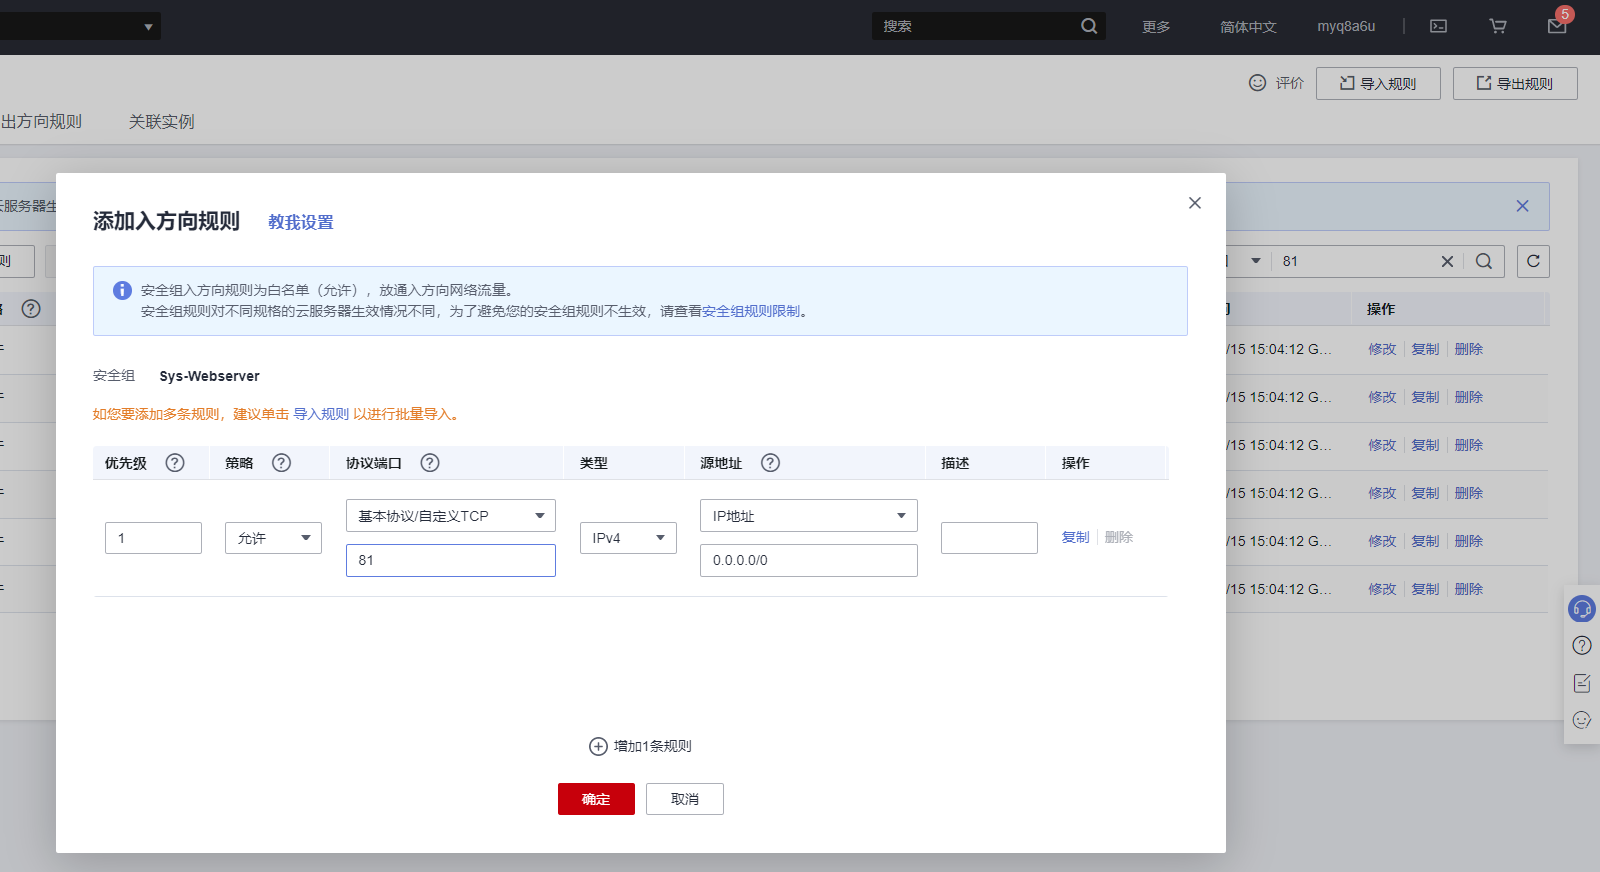 搜索
更多
简体中文
myq8a6u
5
评价
导入规则
导出规则
出方向规则
关联实例
云服务器生
则
81
操作
/15 15:04:12 G...
修改 复制 删除
/15 15:04:12 G...
修改 复制 删除
/15 15:04:12 G...
修改 复制 删除
/15 15:04:12 G...
修改 复制 删除
/15 15:04:12 G...
修改 复制 删除
/15 15:04:12 G...
修改 复制 删除
添加入方向规则 教我设置
安全组入方向规则为白名单（允许），放通入方向网络流量。
安全组规则对不同规格的云服务器生效情况不同，为了避免您的安全组规则不生效，请查看安全组规则限制。
安全组 Sys-Webserver
如您要添加多条规则，建议单击 导入规则 以进行批量导入。
优先级 策略 协议端口 类型 源地址 描述 操作
基本协议/自定义TCP IP地址
1 允许 IPv4 复制 删除
81 0.0.0.0/0
增加1条规则
确定 取消